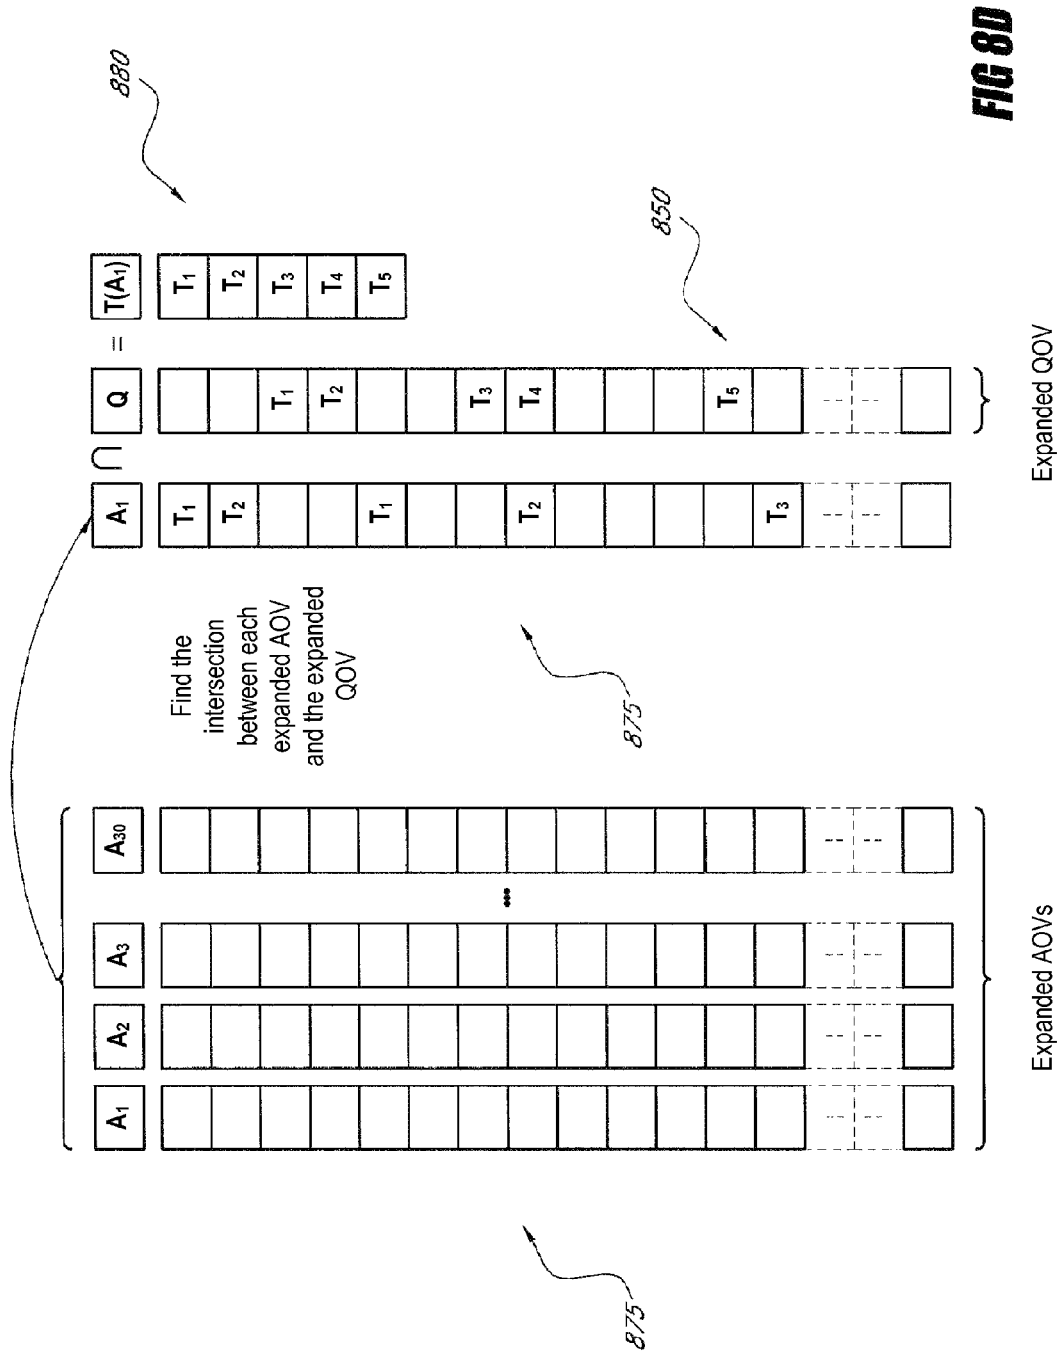 880
A1 A2 A3 A30 A1 ∩ Q = T(A1)
Find the
intersection
between each
expanded AOV
and the expanded
QOV
T1 T1
T2 T2
T1 T3
T2 T4
T1 T5
T3
...
T2 T4
T5
T3
875
875
850
Expanded AOVs
Expanded QOV
FIG 8D